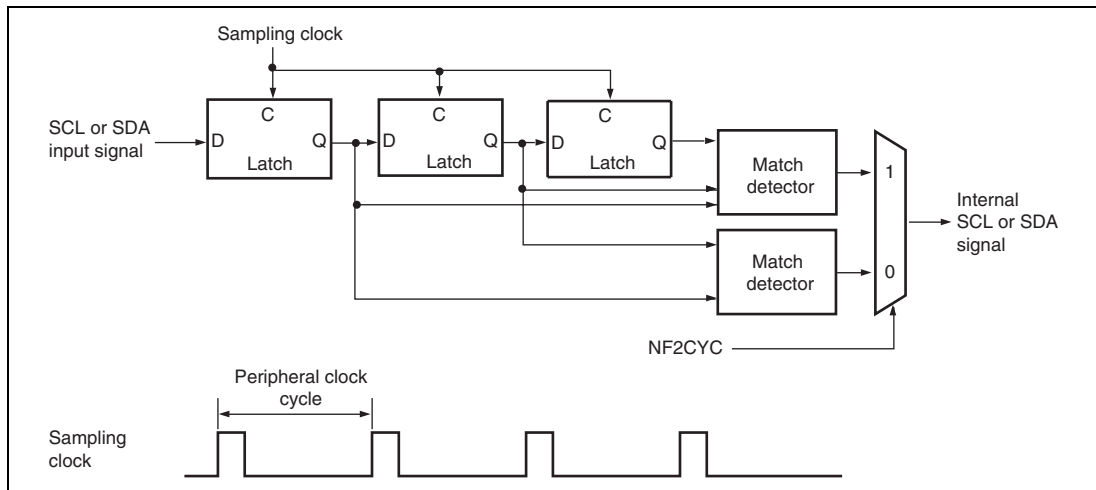 Sampling clock
SCL or SDA
input signal
C
D
Q
Latch
C
D
Q
Latch
C
D
Q
Latch
Match
detector
1
Internal
SCL or SDA
signal
Match
detector
0
NF2CYC
Peripheral clock
cycle
Sampling
clock